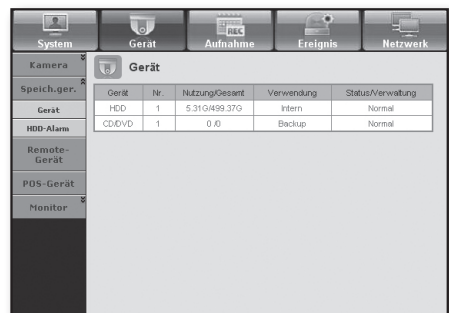 System Gerät Aufnahme Ereignis Netzwerk
REC
Kamera
Gerät
Speich.ger.
Gerät
HDD-Alarm
Remote-
Gerät
POS-Gerät
Monitor
Gerät Nr. Nutzung/Gesamt Verwendung Status/Verwaltung
HDD 1 5.31G/499.37G Intern Normal
CD/DVD 1 0 /0 Backup Normal